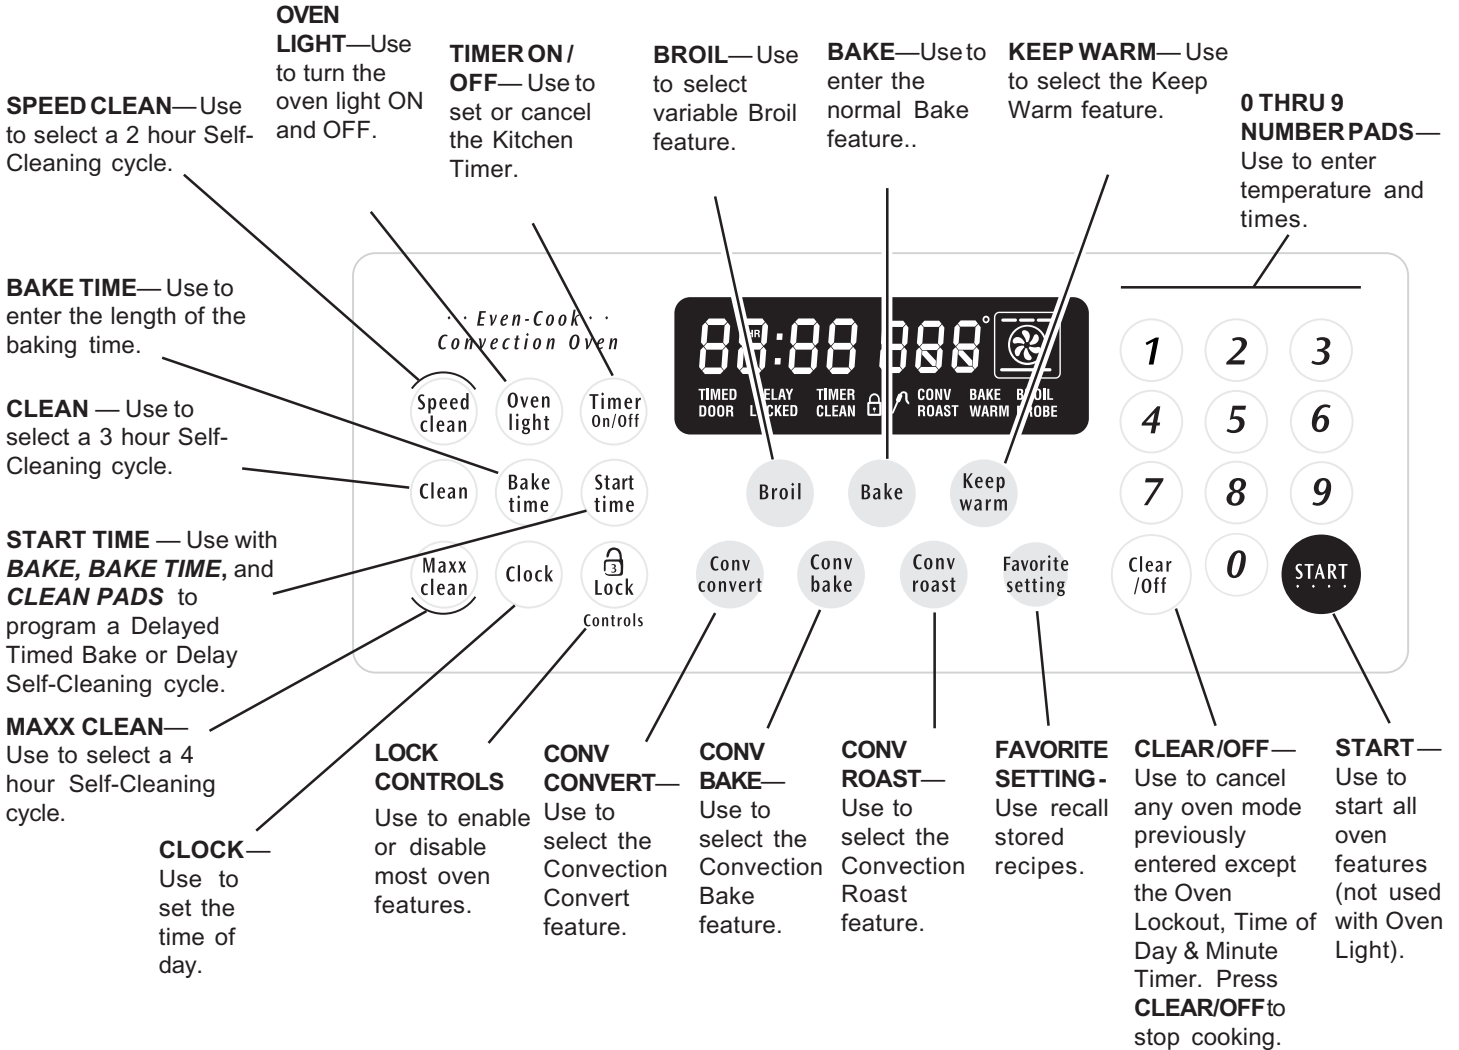 OVEN
LIGHT—Use
to turn the
oven light ON
and OFF.
TIMER ON /
OFF— Use to
set or cancel
the Kitchen
Timer.
BROIL— Use
to select
variable Broil
feature.
BAKE—Use to
enter the
normal Bake
feature..
KEEP WARM— Use
to select the Keep
Warm feature.
0 THRU 9
NUMBER PADS—
Use to enter
temperature and
times.
SPEED CLEAN— Use
to select a 2 hour Self-
Cleaning cycle.
BAKE TIME— Use to
enter the length of the
baking time.
CLEAN — Use to
select a 3 hour Self-
Cleaning cycle.
START TIME — Use with
BAKE, BAKE TIME, and
CLEAN PADS to
program a Delayed
Timed Bake or Delay
Self-Cleaning cycle.
MAXX CLEAN—
Use to select a 4
hour Self-Cleaning
cycle.
CLOCK—
Use to
set the
time of
day.
· · Even-Cook · ·
Convection Oven
Speed
clean
Oven
light
Timer
On/Off
Clean
Bake
time
Start
time
Maxx
clean
Clock
3
Lock
Controls
88:88 888°
HR
TIMED DELAY TIMER CONV BAKE BROIL
DOOR LOCKED CLEAN ROAST WARM PROBE
Broil
Bake
Keep
warm
Conv
convert
Conv
bake
Conv
roast
Favorite
setting
1 2 3
4 5 6
7 8 9
Clear
/Off
0
START
LOCK
CONTROLS
Use to enable
or disable
most oven
features.
CONV
CONVERT—
Use to
select the
Convection
Convert
feature.
CONV
BAKE—
Use to
select the
Convection
Bake
feature.
CONV
ROAST—
Use to
select the
Convection
Roast
feature.
FAVORITE
SETTING -
Use recall
stored
recipes.
CLEAR/OFF—
Use to cancel
any oven mode
previously
entered except
the Oven
Lockout, Time of
Day & Minute
Timer. Press
CLEAR/OFF to
stop cooking.
START—
Use to
start all
oven
features
(not used
with Oven
Light).